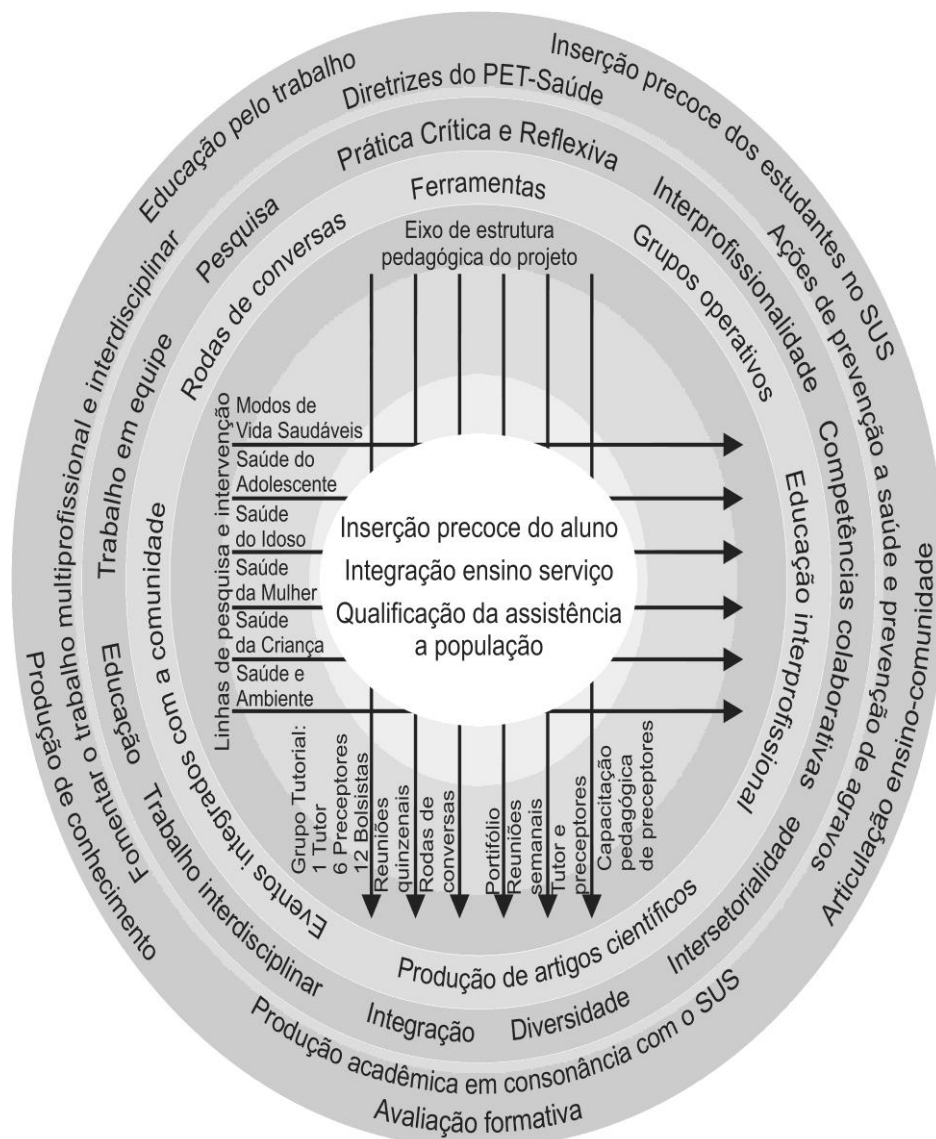 Diretrizes do PET-Saúde
Inserção precoce dos estudantes no SUS
Ações de prevenção a saúde e prevenção de agravos
Articulação ensino-comunidade
Avaliação formativa
Produção acadêmica em consonância com o SUS
Produção de conhecimento
Fomentar o trabalho multiprofissional e interdisciplinar
Educação pelo trabalho
Prática Crítica e Reflexiva
Interprofissionalidade
Competências colaborativas
Intersetorialidade
Diversidade
Integração
Trabalho interdisciplinar
Educação
Trabalho em equipe
Pesquisa
Ferramentas
Grupos operativos
Educação interprofissional
Produção de artigos científicos
Eventos integrados com a comunidade
Rodas de conversas
Eixo de estrutura
pedagógica do projeto
Linhas de pesquisa e intervenção
Modos de
Vida Saudáveis
Saúde do
Adolescente
Saúde
do Idoso
Saúde
da Mulher
Saúde
da Criança
Saúde e
Ambiente
Inserção precoce do aluno
Integração ensino serviço
Qualificação da assistência
a população
Grupo Tutorial:
1 Tutor
6 Preceptores
12 Bolsistas
Reuniões
quinzenais
Rodas de
conversas
Portifólio
Reuniões
semanais
Tutor e
preceptores
Capacitação
pedagógica
de preceptores